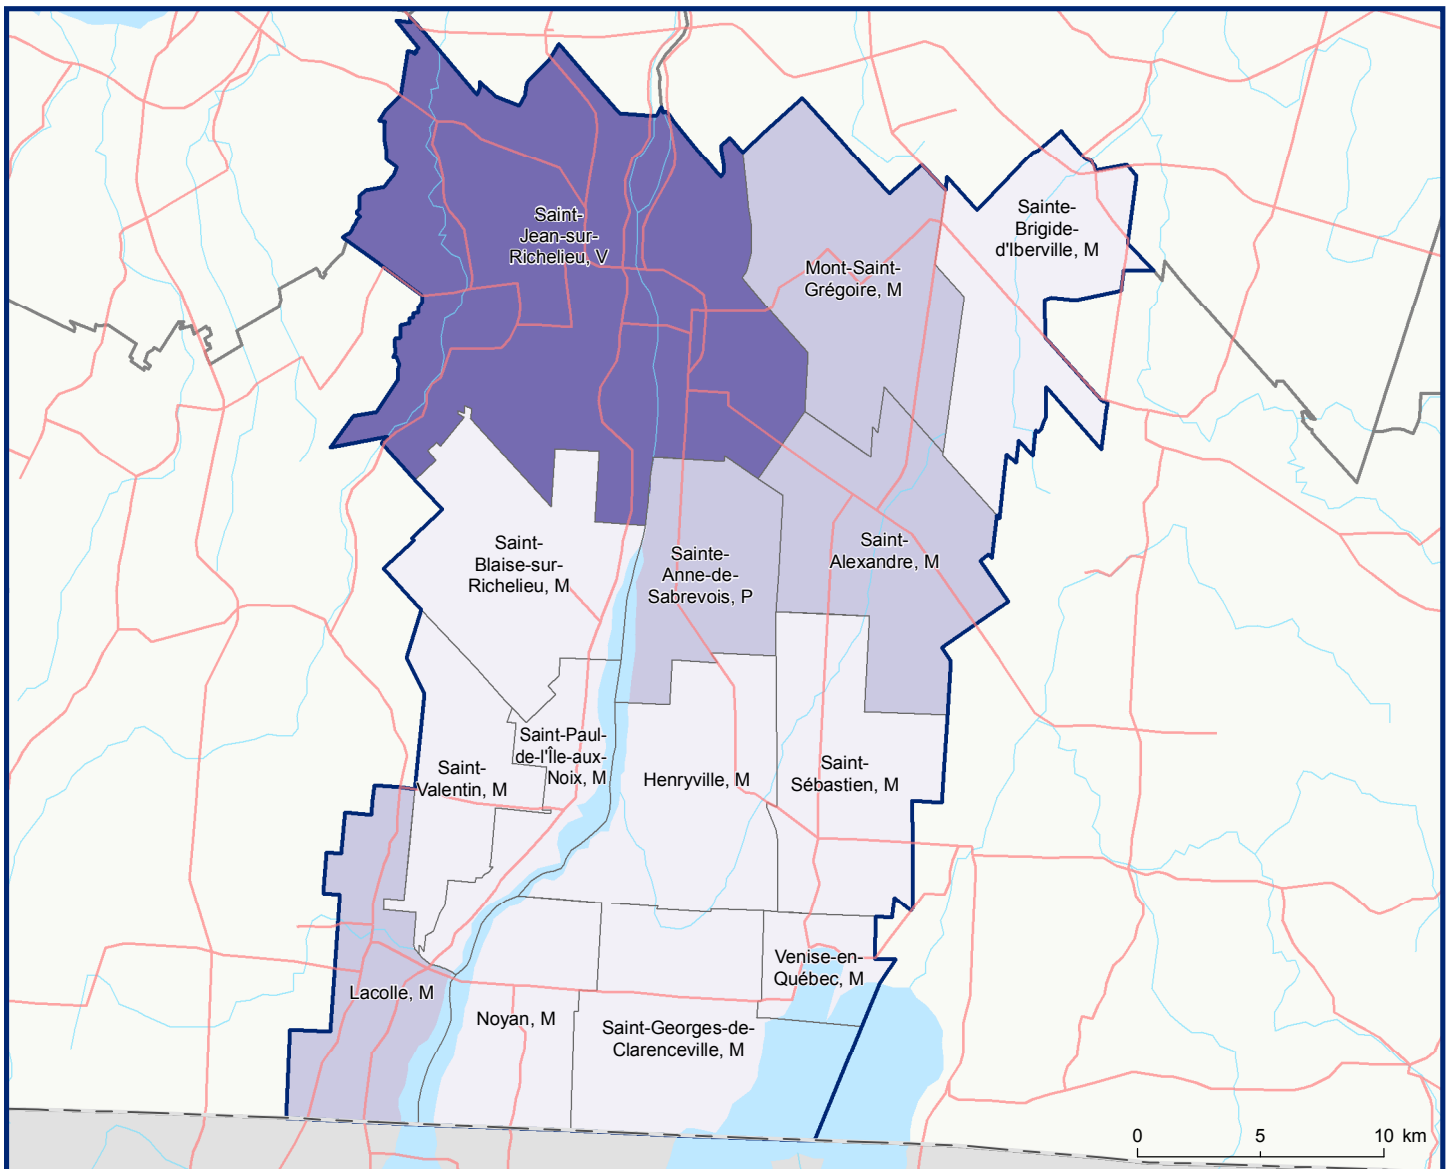 Saint-
Jean-sur-
Richelieu, V
Sainte-
Brigide-
d'Iberville, M
Mont-Saint-
Grégoire, M
Saint-
Blaise-sur-
Richelieu, M
Sainte-
Anne-de-
Sabrevois, P
Saint-
Alexandre, M
Saint-Paul-
de-l'Île-aux-
Noix, M
Saint-
Valentin, M
Henryville, M
Saint-
Sébastien, M
Venise-en-
Québec, M
Lacolle, M
Noyan, M
Saint-Georges-de-
Clarenceville, M
0 5 10 km